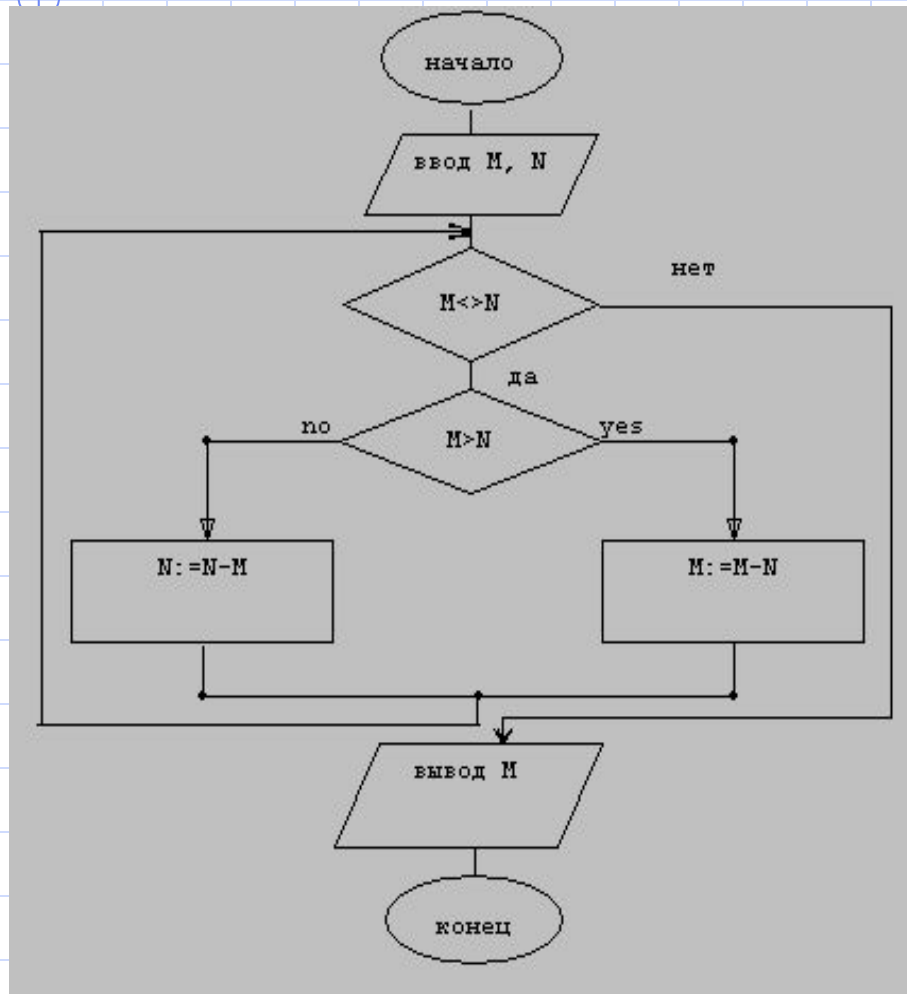 начало
ввод M, N
нет
M<>N
да
no
M>N
yes
N:=N-M
M:=M-N
вывод M
конец